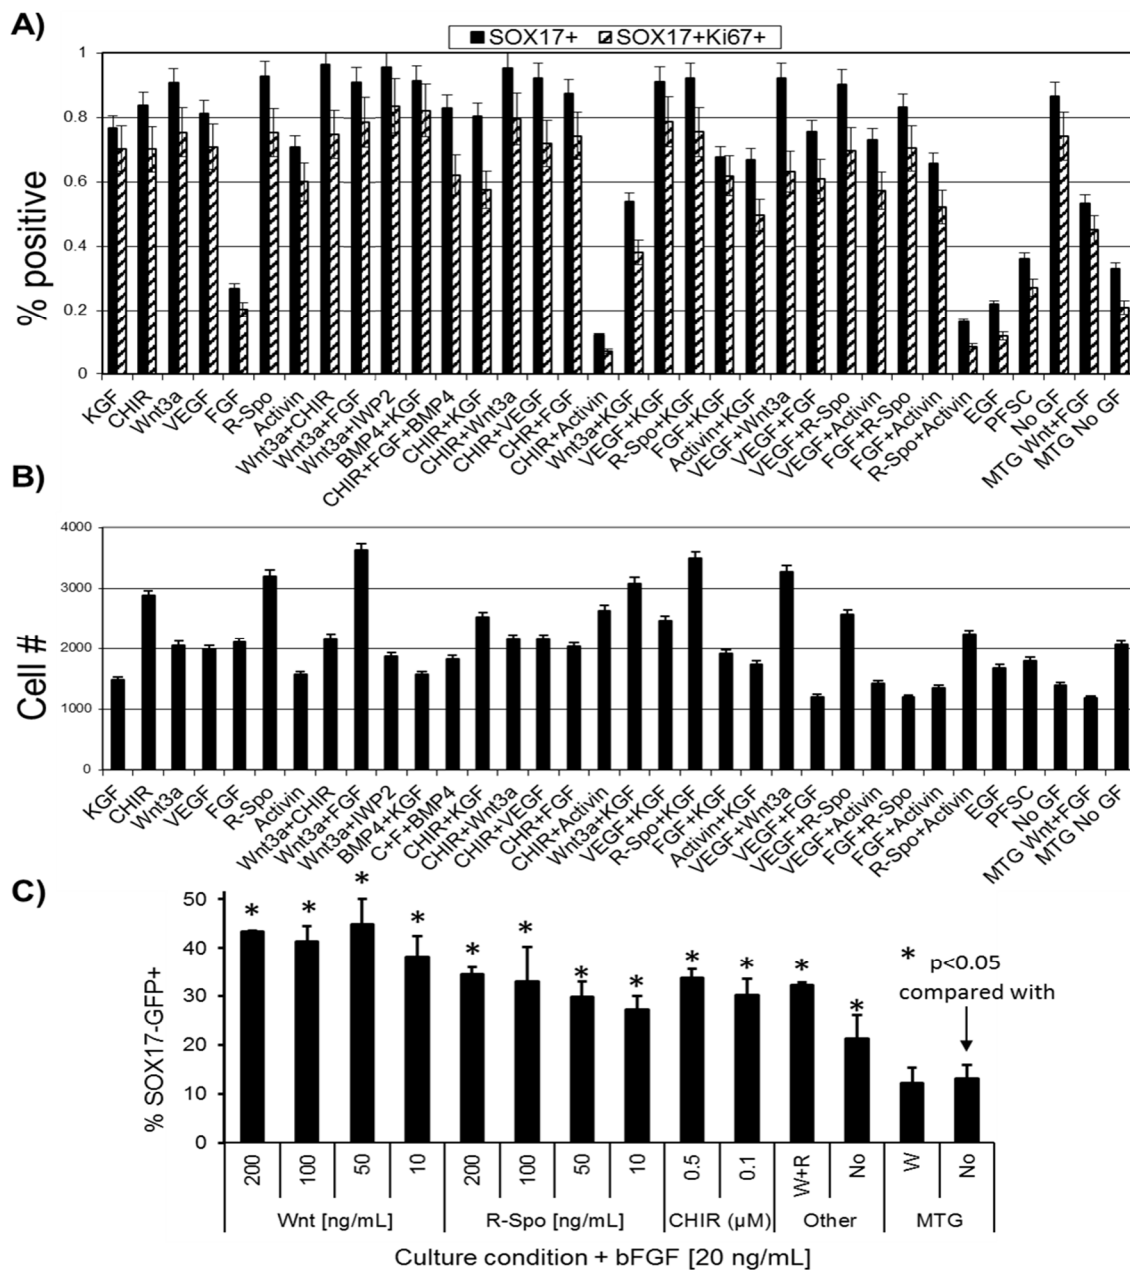 A)
SOX17+ SOX17+Ki67+
% positive
1
0.8
0.6
0.4
0.2
0
KGF
CHIR
Wnt3a
VEGF
FGF
R-Spo
Activin
Wnt3a+CHIR
Wnt3a+FGF
Wnt3a+IWP2
BMP4+KGF
CHIR+FGF+BMP4
CHIR+KGF
CHIR+Wnt3a
CHIR+VEGF
CHR+FGF
CHIR+Activin
Wnt3a+KGF
VEGF+KGF
R-Spo+KGF
FGF+KGF
Activin+KGF
VEGF+Wnt3a
VEGF+FGF
VEGF+R-Spo
VEGF+Activin
FGF+R-Spo
FGF+Activin
R-Spo+Activin
EGF
PFSC
No GF
MTG Wnt+FGF
MTG No GF
B)
Cell #
4000
3000
2000
1000
0
KGF
CHIR
Wnt3a
VEGF
FGF
R-Spo
Activin
Wnt3a+CHIR
Wnt3a+FGF
Wnt3a+IWP2
BMP4+KGF
C+F+BMP4
CHIR+KGF
CHIR+Wnt3a
CHIR+VEGF
CHR+FGF
CHIR+Activin
Wnt3a+KGF
VEGF+KGF
R-Spo+KGF
FGF+KGF
Activin+KGF
VEGF+Wnt3a
VEGF+FGF
VEGF+R-Spo
VEGF+Activin
FGF+R-Spo
FGF+Activin
R-Spo+Activin
EGF
PFSC
No GF
MTG Wnt+FGF
MTG No GF
C)
% SOX17-GFP+
50
40
30
20
10
0
* * * * * * * * * * * *
* p<0.05
compared with
200 100 50 10 200 100 50 10 0.5 0.1 W+R No W No
Wnt [ng/mL] R-Spo [ng/mL] CHIR (µM) Other MTG
Culture condition + bFGF [20 ng/mL]